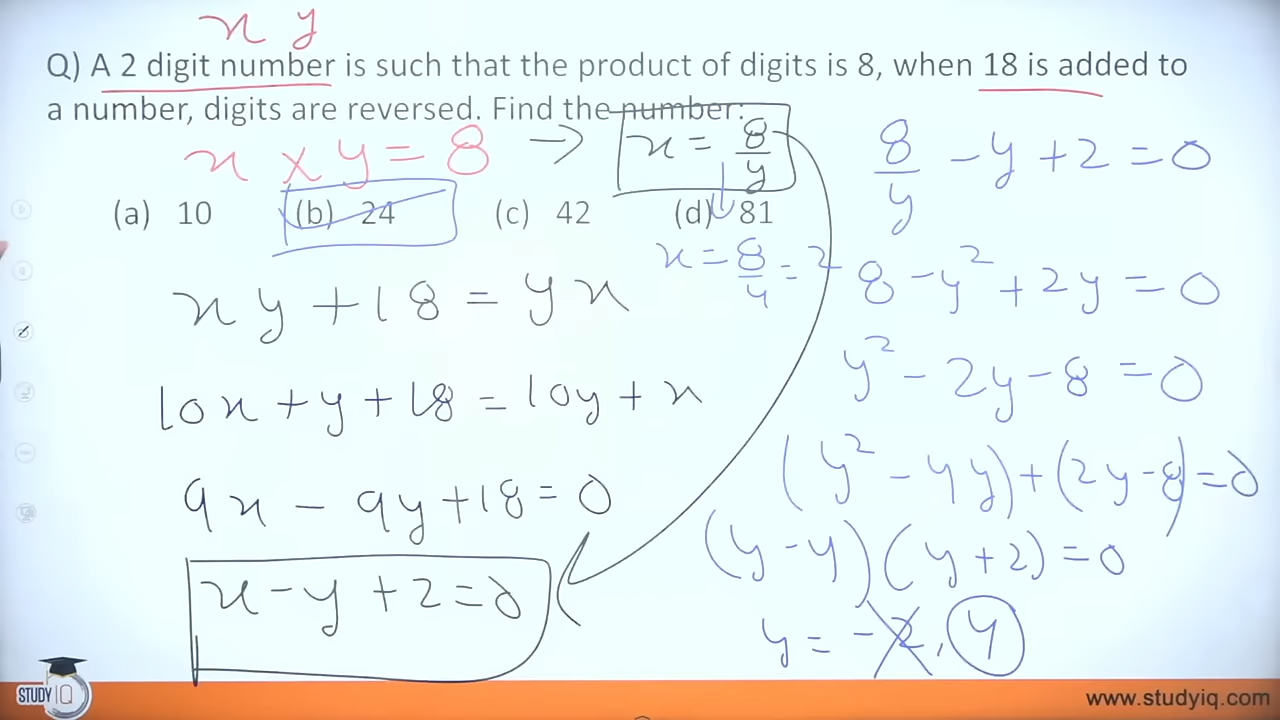 x y
Q) A 2 digit number is such that the product of digits is 8, when 18 is added to
a number, digits are reversed. Find the number:
x × y = 8 → x = 8/y
8/y - y + 2 = 0
(a) 10 (b) 24 (c) 42 (d) 81
x = 8/4 = 2
8 - y² + 2y = 0
xy + 18 = yx
y² - 2y - 8 = 0
10x + y + 18 = 10y + x
(y² - 4y) + (2y - 8) = 0
9x - 9y + 18 = 0
(y - 4) (y + 2) = 0
x - y + 2 = 0
y = -2, 4
STUDY IQ
www.studyiq.com